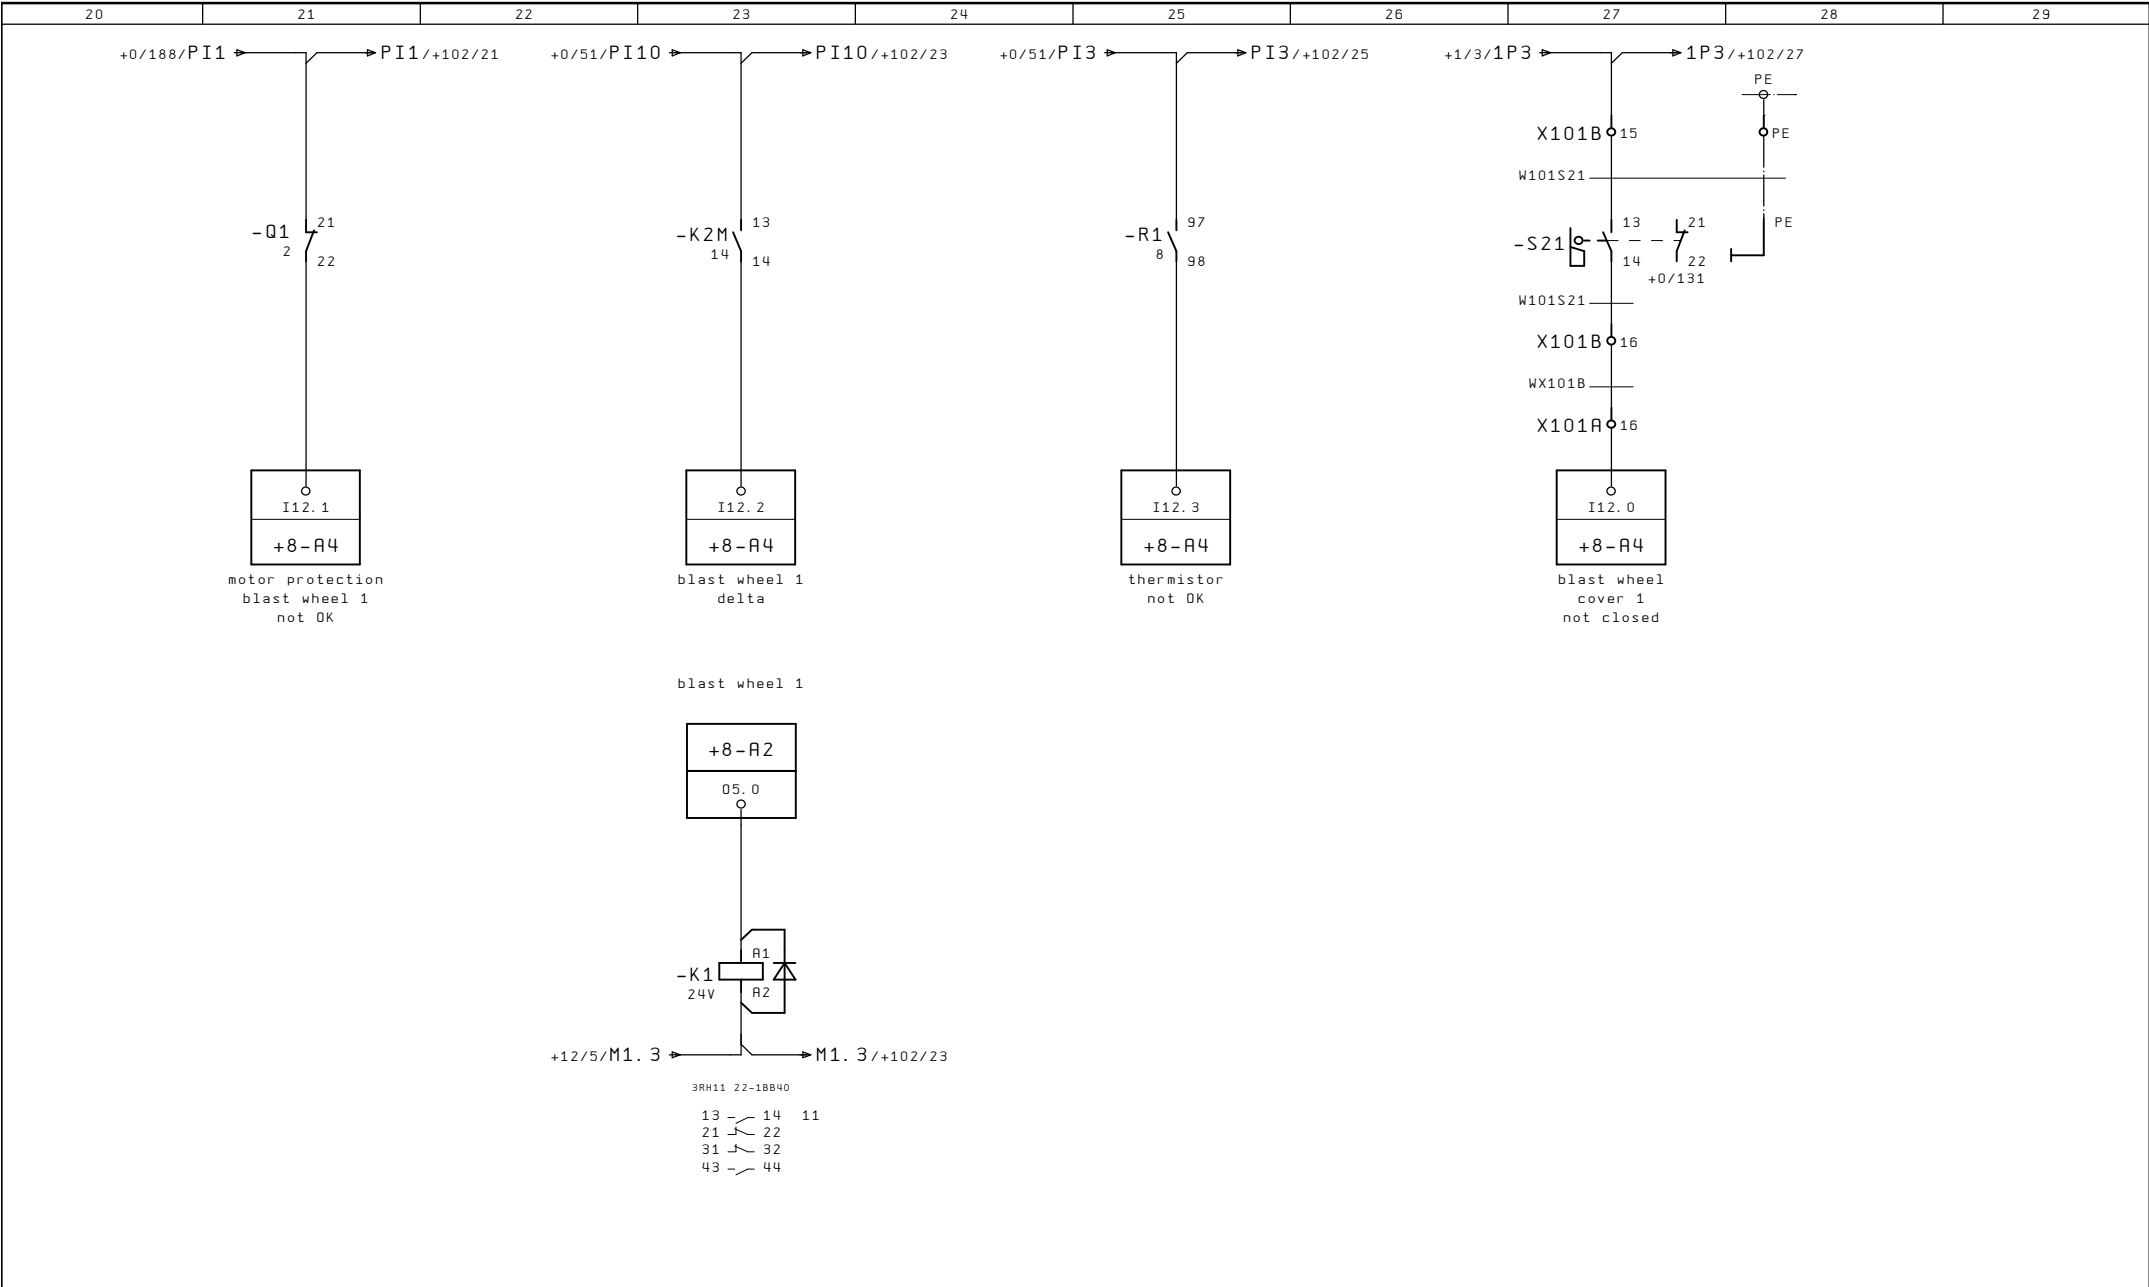 20 21 22 23 24 25 26 27 28 29
+0/188/PI1 PI1/+102/21 +0/51/PI10 PI10/+102/23 +0/51/PI3 PI3/+102/25 +1/3/1P3 1P3/+102/27
PE
X101B 15 PE
W101S21
-Q1 21
2 22
-K2M 13
14 14
-R1 97
8 98
-S21 13 21 PE
14 22
+0/131
W101S21
X101B 16
WX101B
X101A 16
I12.1 I12.2 I12.3 I12.0
+8-A4 +8-A4 +8-A4 +8-A4
motor protection
blast wheel 1
not OK
blast wheel 1
delta
thermistor
not OK
blast wheel
cover 1
not closed
blast wheel 1
+8-A2
O5.0
A1
-K1
24V A2
+12/5/M1.3 M1.3/+102/23
3RH11 22-1BB40
13 14 11
21 22
31 32
43 44